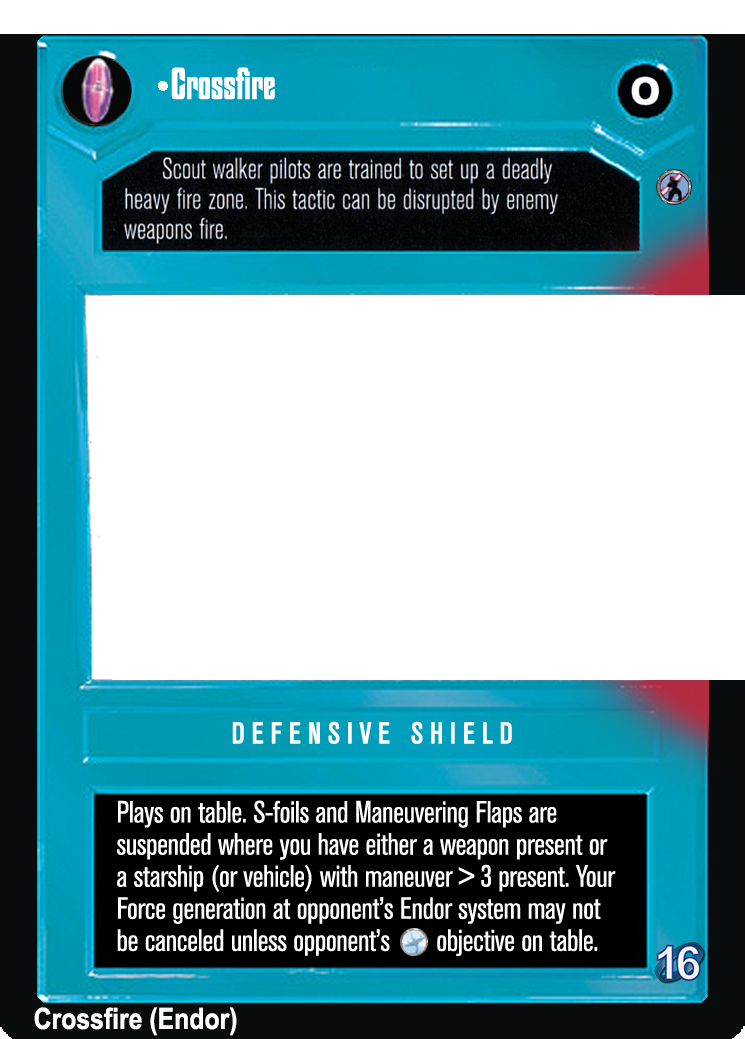 •Crossfire
O
Scout walker pilots are trained to set up a deadly
heavy fire zone. This tactic can be disrupted by enemy
weapons fire.
DEFENSIVE SHIELD
Plays on table. S-foils and Maneuvering Flaps are
suspended where you have either a weapon present or
a starship (or vehicle) with maneuver > 3 present. Your
Force generation at opponent's Endor system may not
be canceled unless opponent's objective on table.
16
Crossfire (Endor)